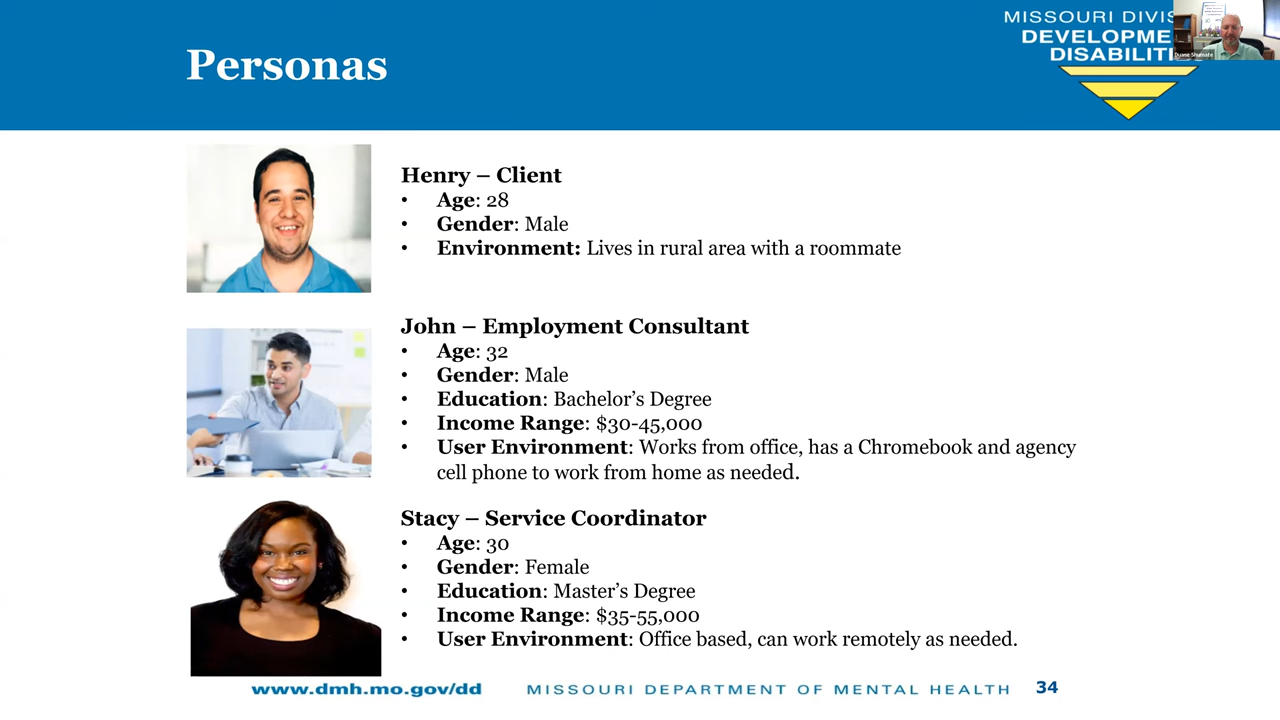 Personas
MISSOURI DIVIS
DEVELOPME
DISABILITI
Duane Shumate
Henry – Client
• Age: 28
• Gender: Male
• Environment: Lives in rural area with a roommate
John – Employment Consultant
• Age: 32
• Gender: Male
• Education: Bachelor’s Degree
• Income Range: $30-45,000
• User Environment: Works from office, has a Chromebook and agency
cell phone to work from home as needed.
Stacy – Service Coordinator
• Age: 30
• Gender: Female
• Education: Master’s Degree
• Income Range: $35-55,000
• User Environment: Office based, can work remotely as needed.
www.dmh.mo.gov/dd MISSOURI DEPARTMENT OF MENTAL HEALTH 34